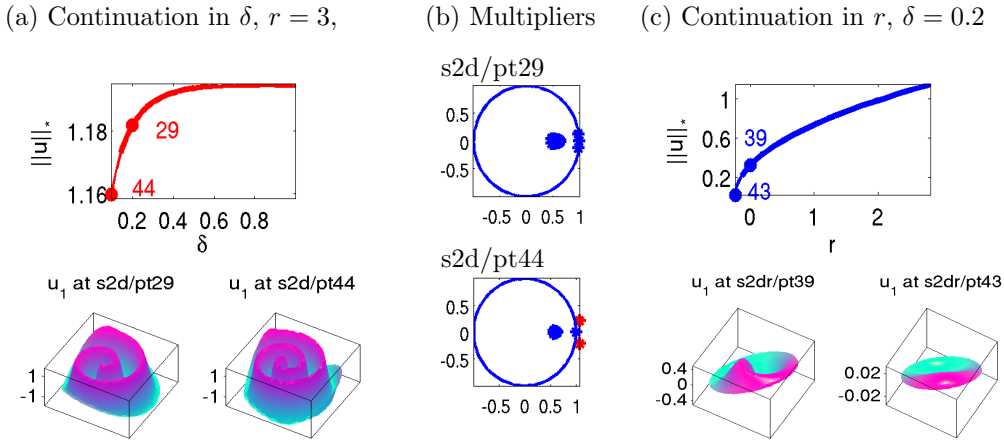 (a) Continuation in δ, r = 3,
(b) Multipliers
(c) Continuation in r, δ = 0.2
1.18
1.16
||u||*
29
44
0.2 0.4 0.6 0.8
δ
u1 at s2d/pt29
u1 at s2d/pt44
1
-1
1
-1
s2d/pt29
0.5
0
-0.5
-0.5 0 0.5 1
s2d/pt44
0.5
0
-0.5
-0.5 0 0.5 1
1
0.6
0.2
||u||*
39
43
0 1 2
r
u1 at s2dr/pt39
u1 at s2dr/pt43
0.4
0
-0.4
0.02
-0.02